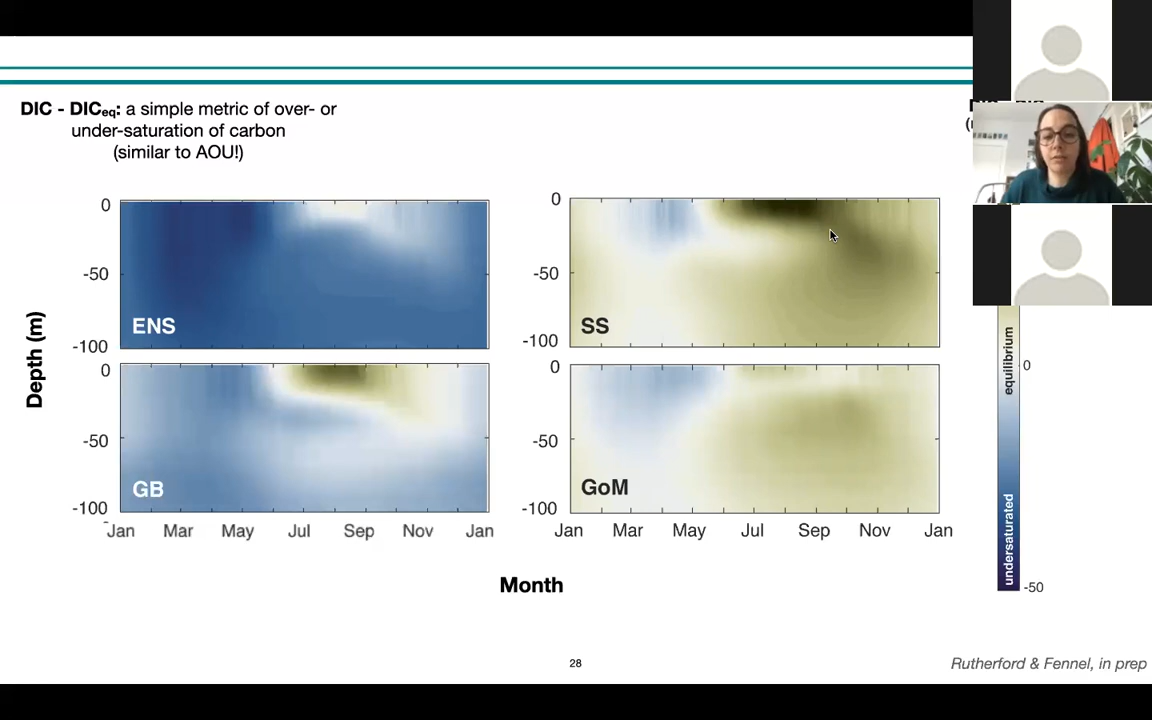 DIC - DICeq: a simple metric of over- or
under-saturation of carbon
(similar to AOU!)
Depth (m)
0
-50
-100
ENS
0
-50
-100
SS
0
-50
-100
GB
Jan Mar May Jul Sep Nov Jan
0
-50
-100
GoM
Jan Mar May Jul Sep Nov Jan
Month
equilibrium
0
undersaturated
-50
28
Rutherford & Fennel, in prep